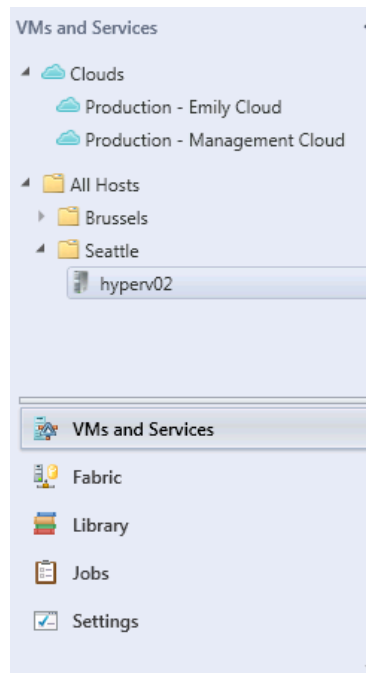 VMs and Services
Clouds
Production - Emily Cloud
Production - Management Cloud
All Hosts
Brussels
Seattle
hyperv02
VMs and Services
Fabric
Library
Jobs
Settings